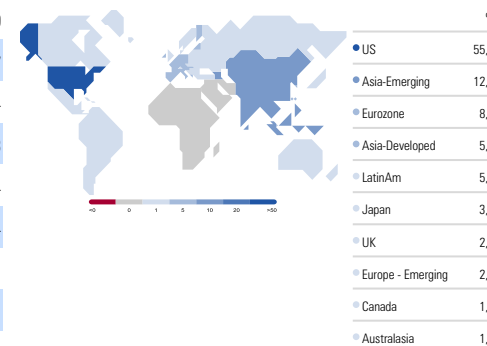 US 55,
Asia-Emerging 12,
Eurozone 8,
Asia-Developed 5,
LatinAm 5,
Japan 3,
UK 2,
Europe - Emerging 2,
Canada 1,
Australasia 1,
<0 0 1 5 10 20 >50